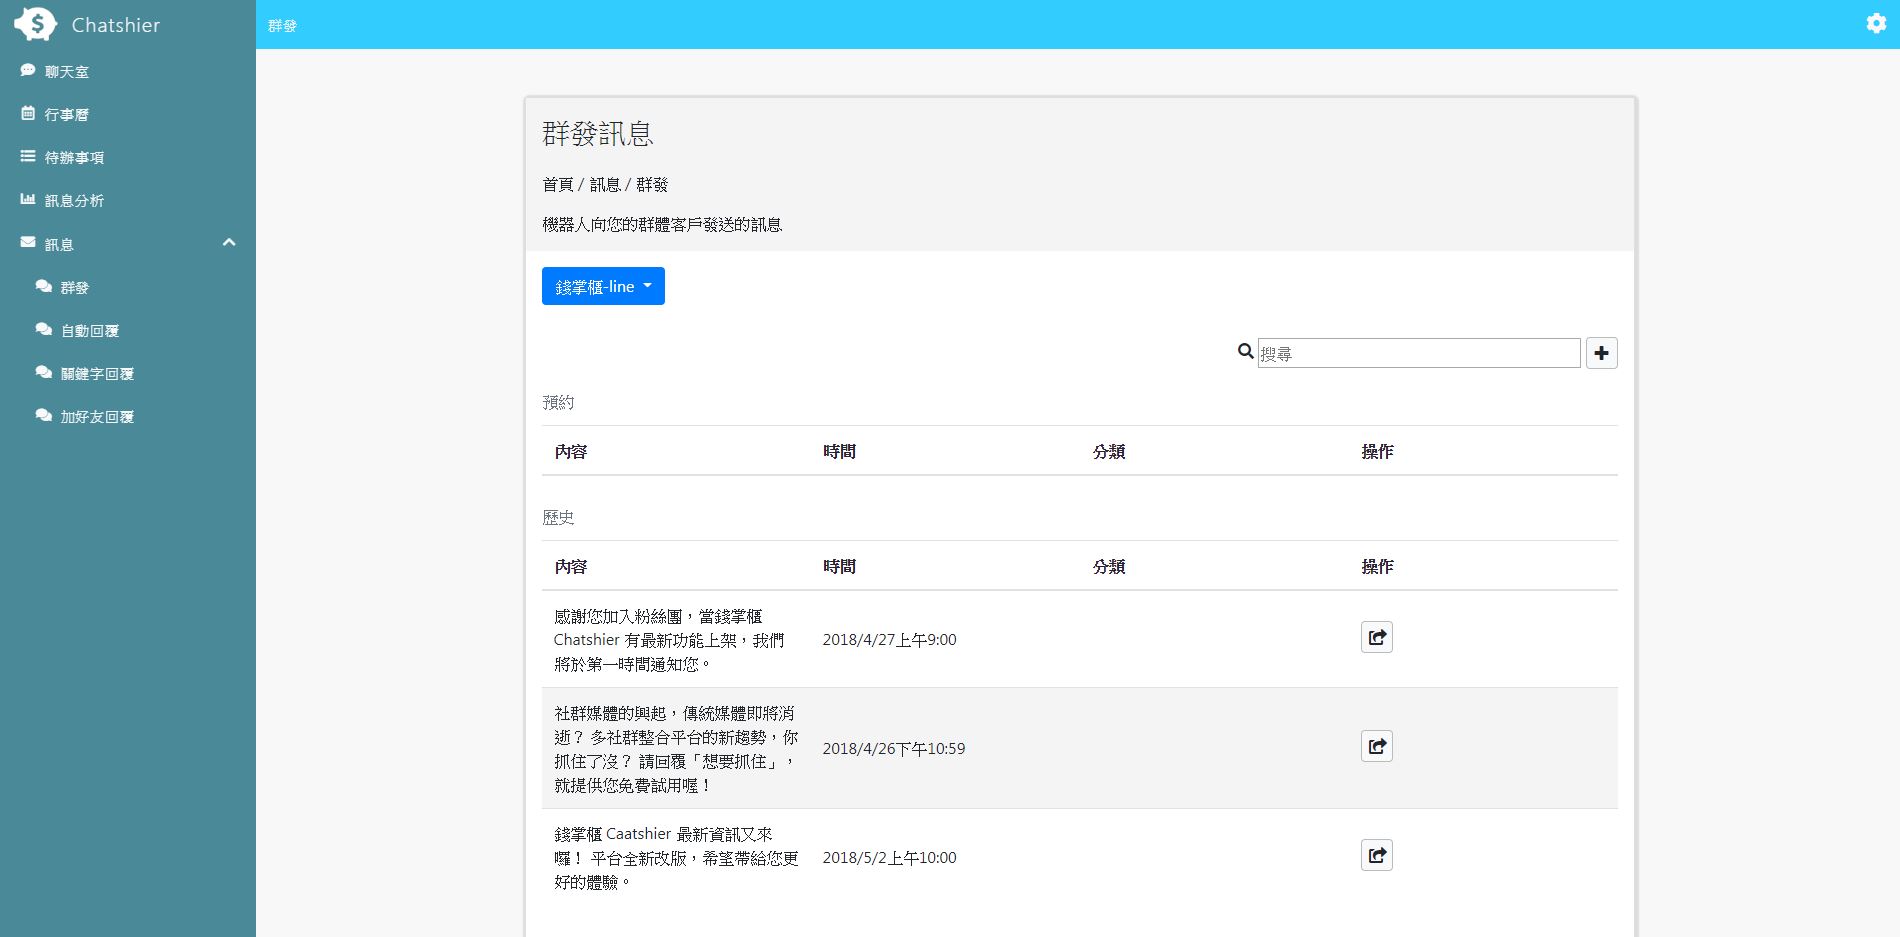 Chatshier
群發
聊天室
行事曆
待辦事項
訊息分析
訊息
群發
自動回覆
關鍵字回覆
加好友回覆
群發訊息
首頁 / 訊息 / 群發
機器人向您的群體客戶發送的訊息
錢掌櫃-line
搜尋
預約
內容 時間 分類 操作
歷史
內容 時間 分類 操作
感謝您加入粉絲團，當錢掌櫃
Chatshier 有最新功能上架，我們
將於第一時間通知您。
2018/4/27上午9:00
社群媒體的興起，傳統媒體即將消
逝？ 多社群整合平台的新趨勢，你
抓住了沒？ 請回覆「想要抓住」，
就提供您免費試用喔！
2018/4/26下午10:59
錢掌櫃 Caatshier 最新資訊又來
囉！ 平台全新改版，希望帶給您更
好的體驗。
2018/5/2上午10:00